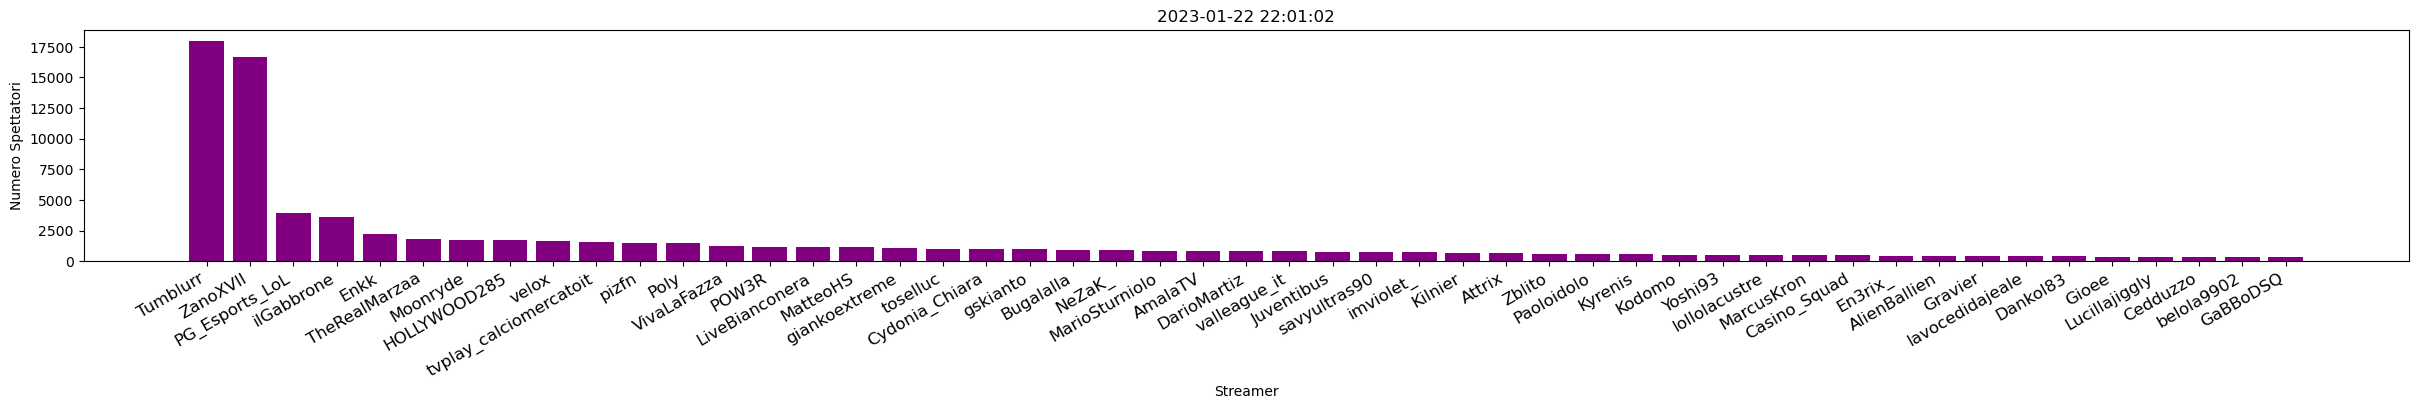 2023-01-22 22:01:02
Numero Spettatori
17500
15000
12500
10000
7500
5000
2500
0
Tumblurr
ZanoXVII
PG_Esports_LoL
ilGabbrone
Enkk
TheRealMarzaa
Moonryde
HOLLYWOOD285
velox
tvplay_calciomercatoit
pizfn
Poly
VivaLaFazza
POW3R
LiveBianconera
MatteoHS
giankoextreme
toselluc
Cydonia_Chiara
gskianto
Bugalalla
NeZaK_
MarioSturniolo
AmalaTV
DarioMartiz
valleague_it
Juventibus
savyultras90
imviolet_
Kilnier
Attrix
Zblito
Paoloidolo
Kyrenis
Kodomo
Yoshi93
lollolacustre
MarcusKron
Casino_Squad
En3rix_
AlienBallien
Gravier
lavocedidajeale
Dankol83
Gioee
Lucillajiggly
Cedduzzo
belola9902
GaBBoDSQ
Streamer